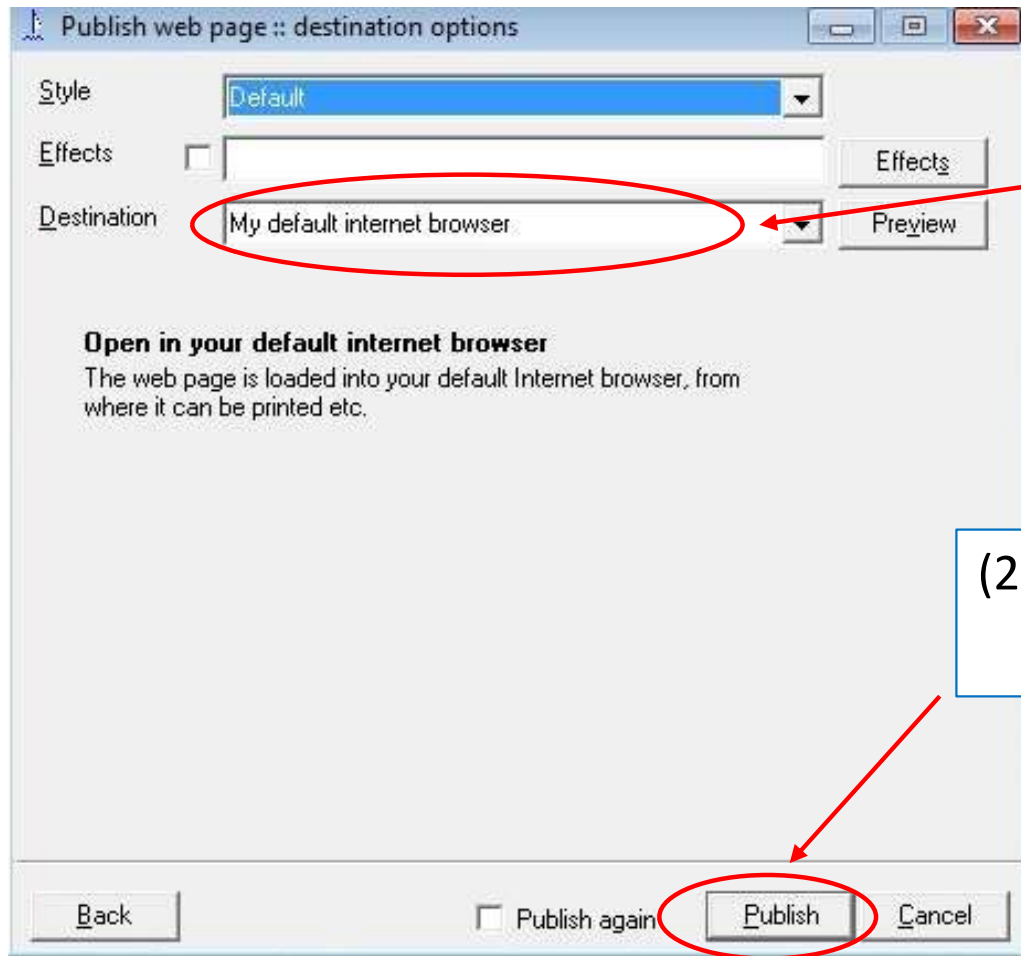 Publish web page :: destination options
Style Default
Effects Effects
Destination My default internet browser Preview
Open in your default internet browser
The web page is loaded into your default Internet browser, from
where it can be printed etc.
(2
Back Publish again Publish Cancel